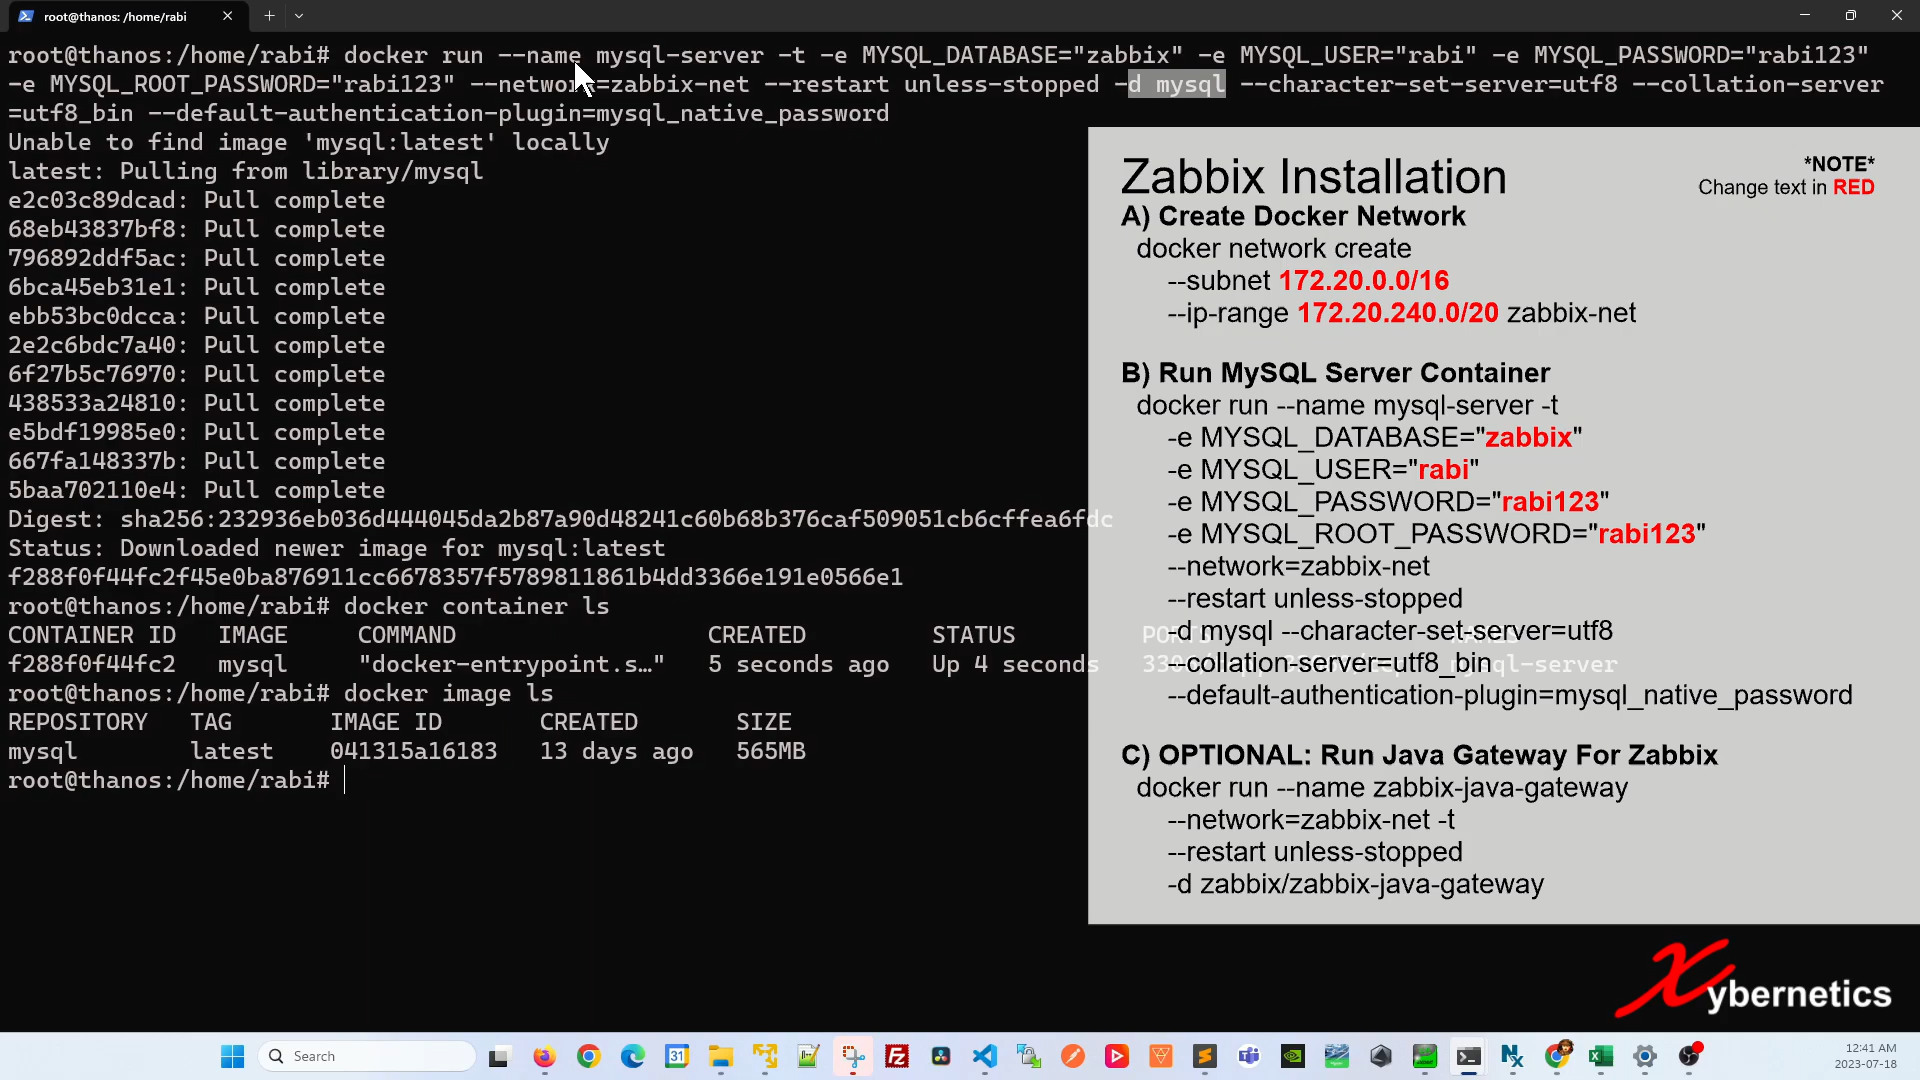 root@thanos: /home/rabi
root@thanos:/home/rabi# docker run --name mysql-server -t -e MYSQL_DATABASE="zabbix" -e MYSQL_USER="rabi" -e MYSQL_PASSWORD="rabi123"
-e MYSQL_ROOT_PASSWORD="rabi123" --network=zabbix-net --restart unless-stopped -d mysql --character-set-server=utf8 --collation-server
=utf8_bin --default-authentication-plugin=mysql_native_password
Unable to find image 'mysql:latest' locally
latest: Pulling from library/mysql
e2c03c89dcad: Pull complete
68eb43837bf8: Pull complete
796892ddf5ac: Pull complete
6bca45eb31e1: Pull complete
ebb53bc0dcca: Pull complete
2e2c6bdc7a40: Pull complete
6f27b5c76970: Pull complete
438533a24810: Pull complete
e5bdf19985e0: Pull complete
667fa148337b: Pull complete
5baa702110e4: Pull complete
Digest: sha256:232936eb036d444045da2b87a90d48241c60b68b376caf509051cb6cffea6fdc
Status: Downloaded newer image for mysql:latest
f288f0f44fc2f45e0ba876911cc6678357f5789811861b4dd3366e191e0566e1
root@thanos:/home/rabi# docker container ls
CONTAINER ID IMAGE COMMAND CREATED STATUS
f288f0f44fc2 mysql "docker-entrypoint.s…" 5 seconds ago Up 4 seconds mysql-server
root@thanos:/home/rabi# docker image ls
REPOSITORY TAG IMAGE ID CREATED SIZE
mysql latest 041315a16183 13 days ago 565MB
root@thanos:/home/rabi#
Zabbix Installation
*NOTE*
Change text in RED
A) Create Docker Network
docker network create
--subnet 172.20.0.0/16
--ip-range 172.20.240.0/20 zabbix-net
B) Run MySQL Server Container
docker run --name mysql-server -t
-e MYSQL_DATABASE="zabbix"
-e MYSQL_USER="rabi"
-e MYSQL_PASSWORD="rabi123"
-e MYSQL_ROOT_PASSWORD="rabi123"
--network=zabbix-net
--restart unless-stopped
-d mysql --character-set-server=utf8
--collation-server=utf8_bin
--default-authentication-plugin=mysql_native_password
C) OPTIONAL: Run Java Gateway For Zabbix
docker run --name zabbix-java-gateway
--network=zabbix-net -t
--restart unless-stopped
-d zabbix/zabbix-java-gateway
Xybernetics
Search
31
12:41 AM
2023-07-18